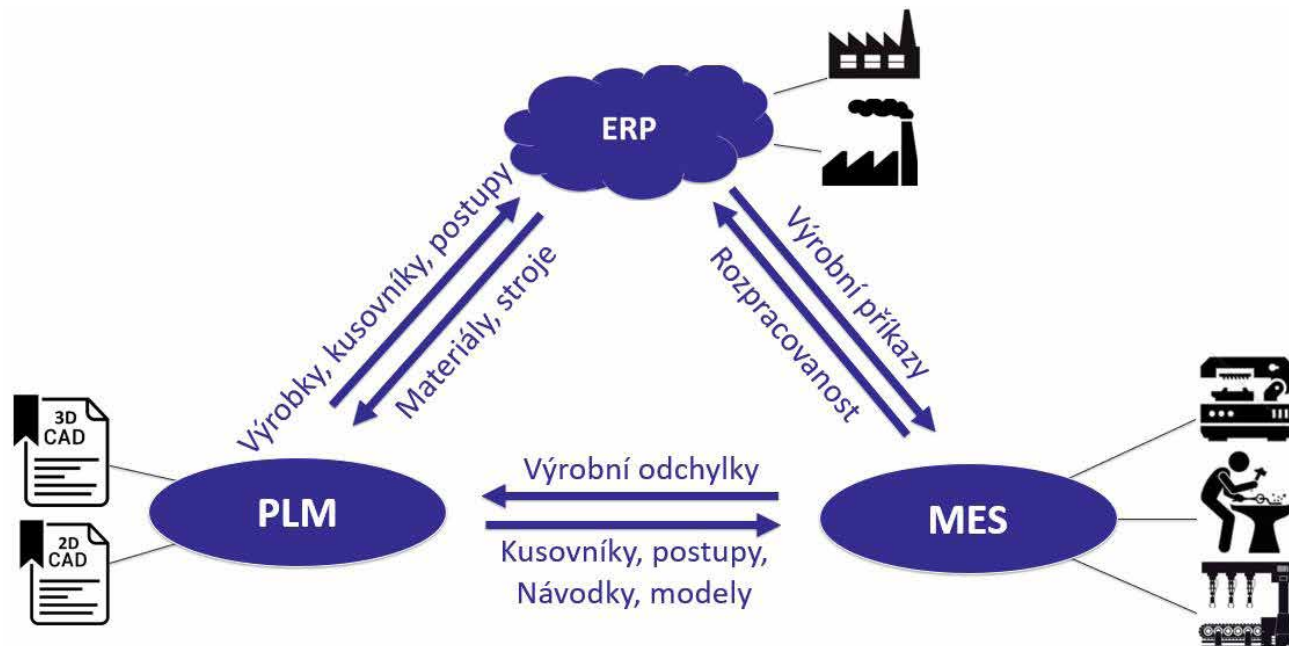 ERP
Výrobky, kusovníky, postupy
Materiály, stroje
Výrobní příkazy
Rozpracovanost
3D
CAD
2D
CAD
PLM
Výrobní odchylky
Kusovníky, postupy,
Návodky, modely
MES